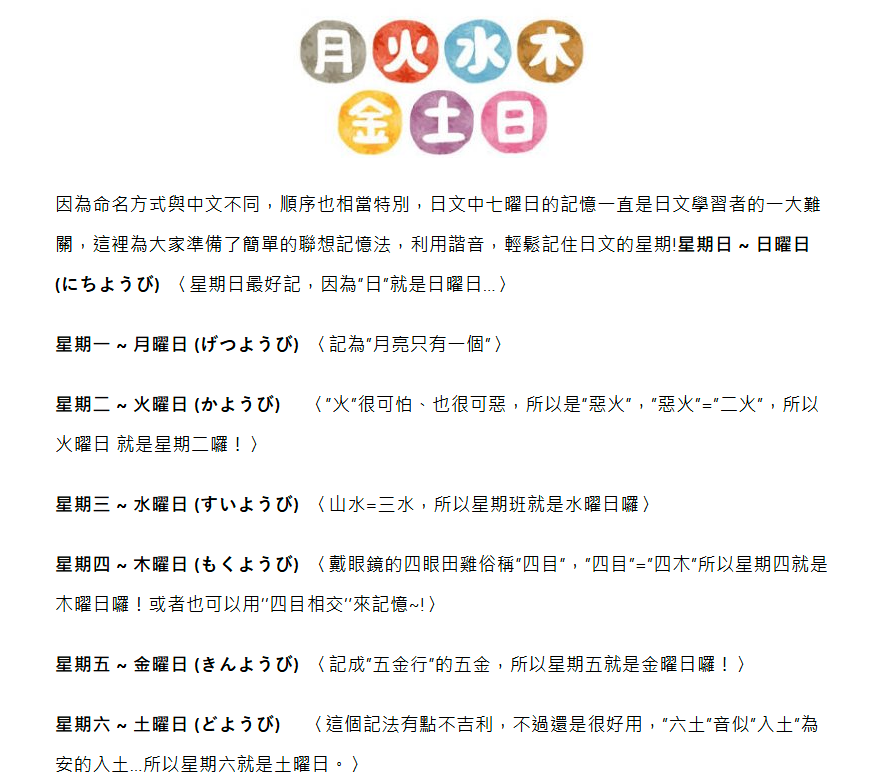 月火水木
金土日
因為命名方式與中文不同，順序也相當特別，日文中七曜日的記憶一直是日文學習者的一大難
關，這裡為大家準備了簡單的聯想記憶法，利用諧音，輕鬆記住日文的星期!星期日 ~ 日曜日
(にちようび) 〈星期日最好記，因為”日”就是日曜日...〉
星期一 ~ 月曜日 (げつようび) 〈記為”月亮只有一個”〉
星期二 ~ 火曜日 (かようび) 〈”火”很可怕、也很可惡，所以是”惡火”，”惡火”=”二火”，所以
火曜日 就是星期二囉！〉
星期三 ~ 水曜日 (すいようび) 〈山水=三水，所以星期班就是水曜日囉〉
星期四 ~ 木曜日 (もくようび) 〈戴眼鏡的四眼田雞俗稱”四目”，”四目”=”四木”所以星期四就是
木曜日囉！或者也可以用’’四目相交’’來記憶~!〉
星期五 ~ 金曜日 (きんようび) 〈記成”五金行”的五金，所以星期五就是金曜日囉！〉
星期六 ~ 土曜日 (どようび) 〈這個記法有點不吉利，不過還是很好用，”六土”音似”入土”為
安的入土...所以星期六就是土曜日。〉